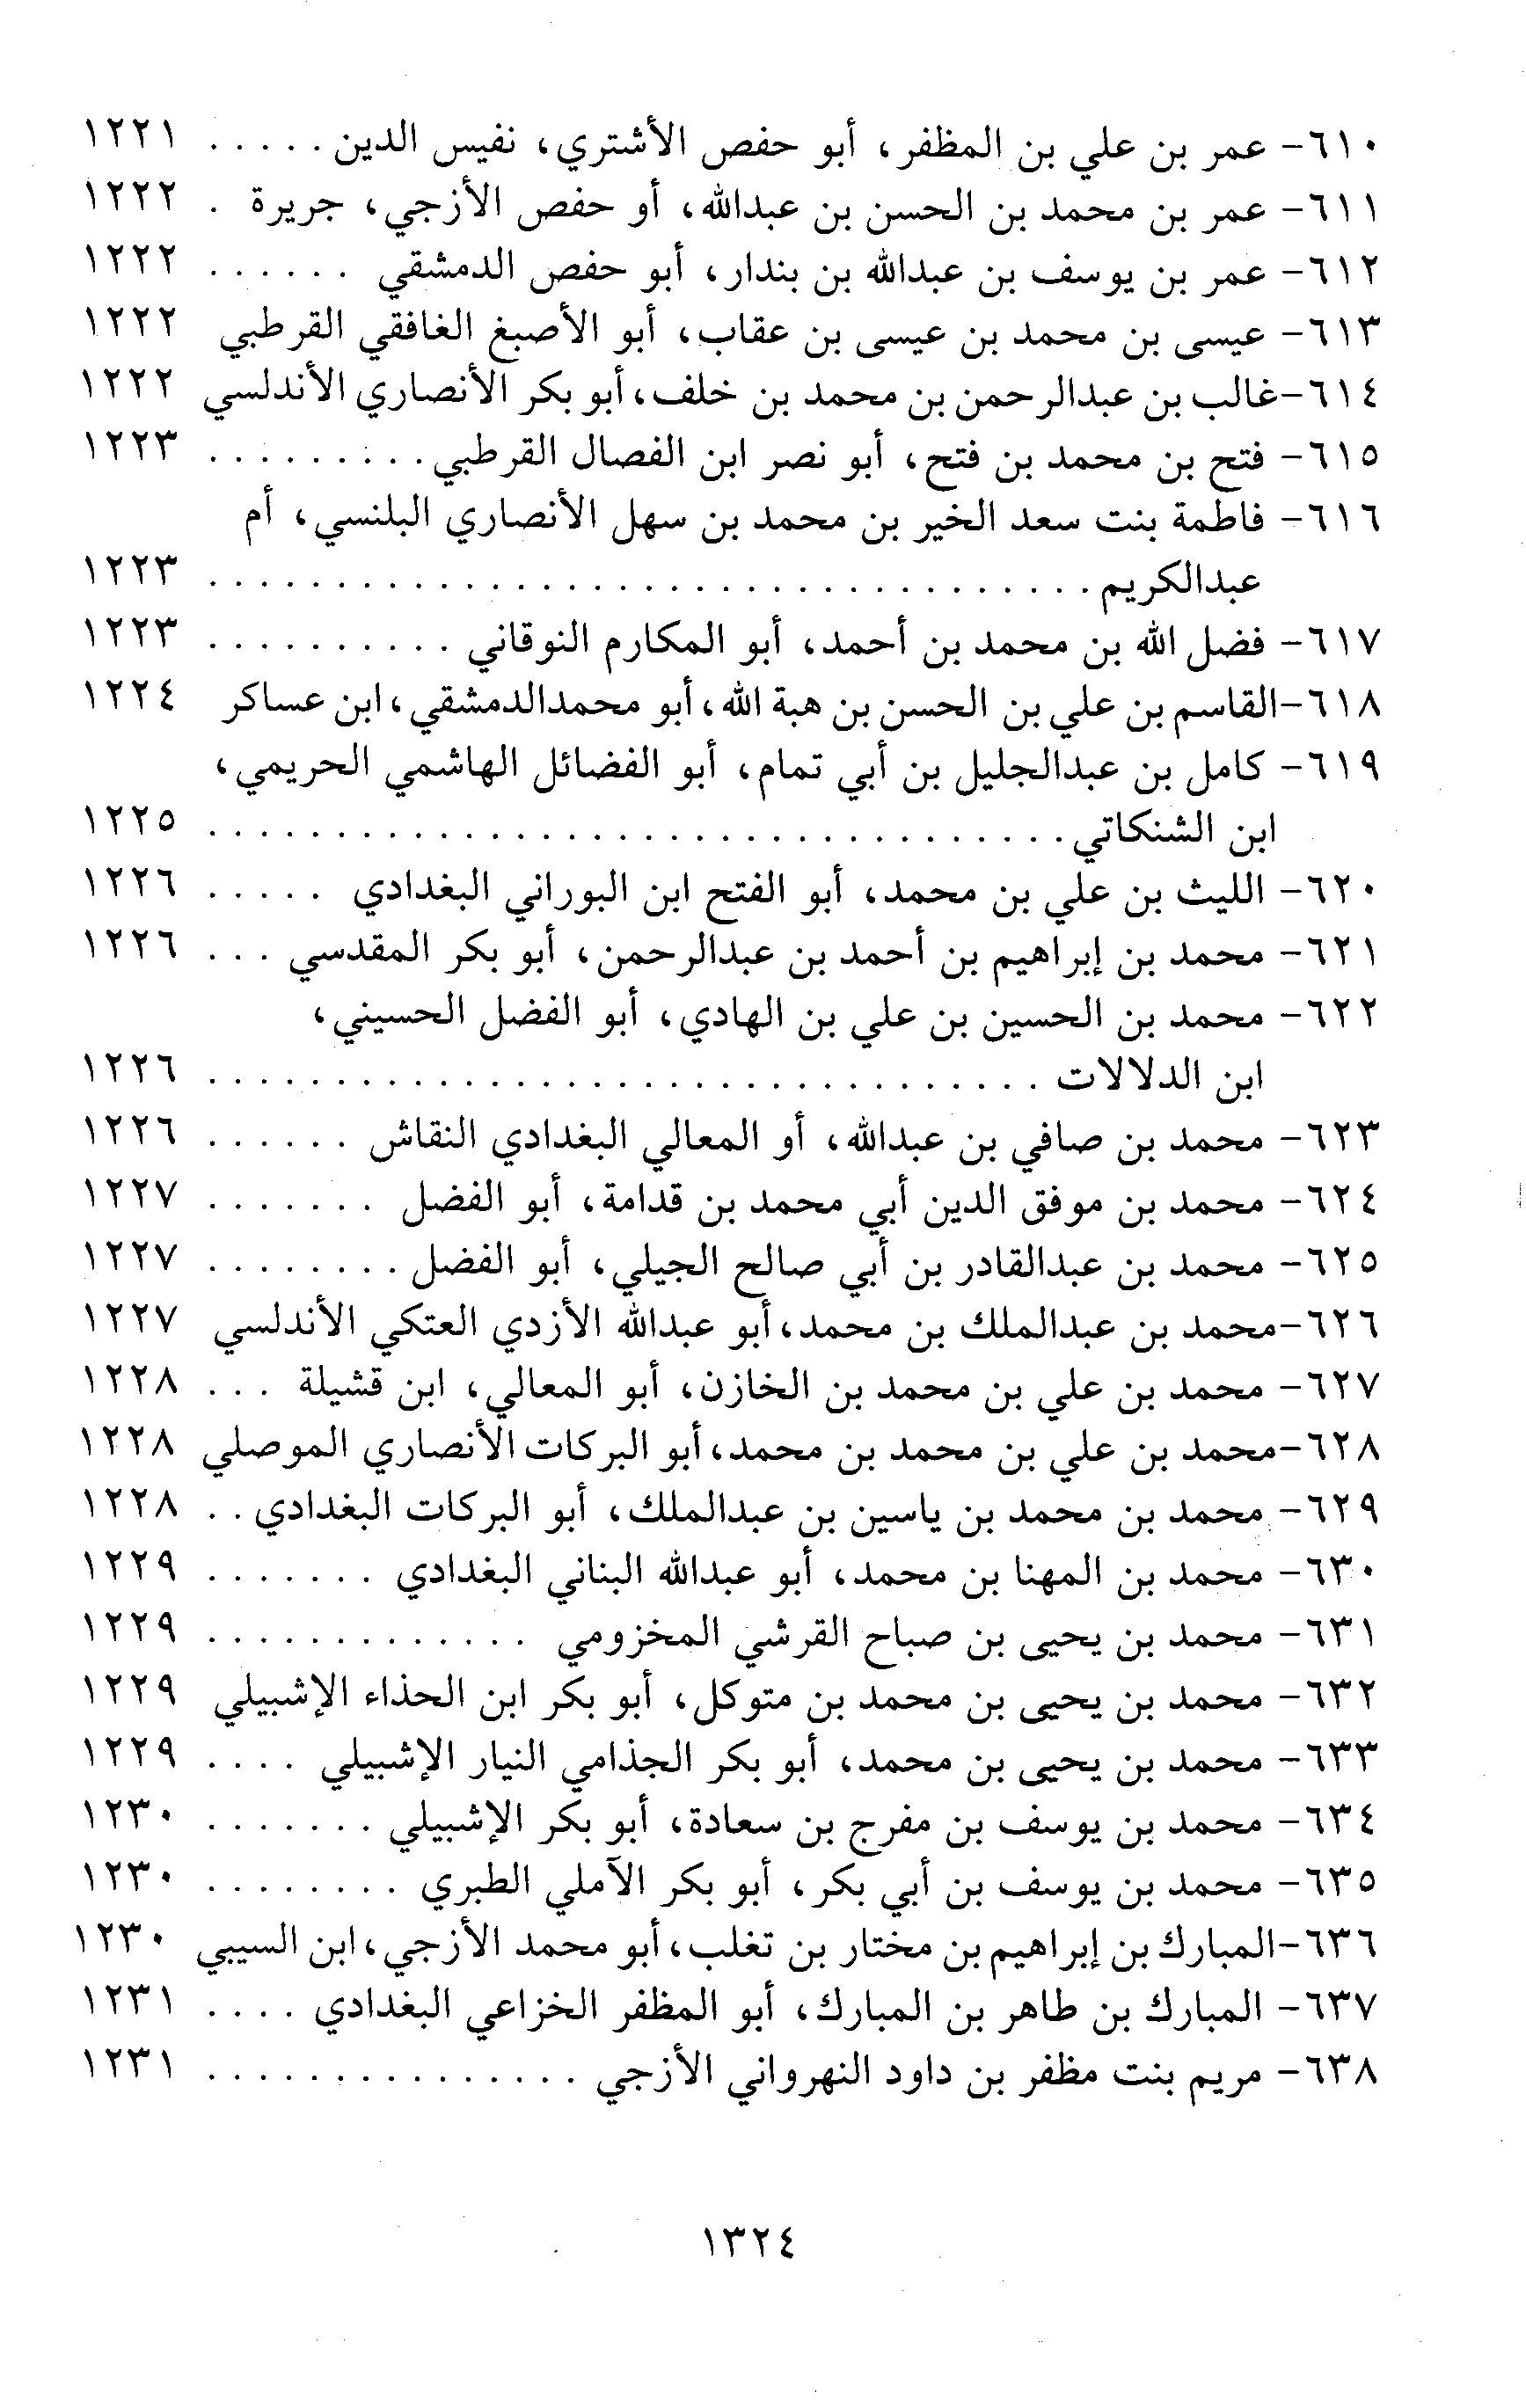 ٦١٠- عمر بن علي بن المظفر، أبو حفص الأشتري، نفيس الدين . . . . . ١٢٢١
٦١١- عمر بن محمد بن الحسن بن عبدالله، أو حفص الأزجي، جريرة . ١٢٢٢
٦١٢- عمر بن يوسف بن عبدالله بن بندار، أبو حفص الدمشقي . . . . . . ١٢٢٢
٦١٣- عيسى بن محمد بن عيسى بن عقاب، أبو الأصبغ الغافقي القرطبي ١٢٢٢
٦١٤-غالب بن عبدالرحمن بن محمد بن خلف، أبو بكر الأنصاري الأندلسي ١٢٢٢
٦١٥- فتح بن محمد بن فتح، أبو نصر ابن الفصال القرطبي . . . . . . . . . ١٢٢٣
٦١٦- فاطمة بنت سعد الخير بن محمد بن سهل الأنصاري البلنسي، أم
عبدالكريم . . . . . . . . . . . . . . . . . . . . . . . . . . . . . . . . . . . ١٢٢٣
٦١٧- فضل الله بن محمد بن أحمد، أبو المكارم النوقاني . . . . . . . . . . ١٢٢٣
٦١٨-القاسم بن علي بن الحسن بن هبة الله، أبو محمدالدمشقي، ابن عساكر ١٢٢٤
٦١٩- كامل بن عبدالجليل بن أبي تمام، أبو الفضائل الهاشمي الحريمي،
ابن الشنكاتي . . . . . . . . . . . . . . . . . . . . . . . . . . . . . . . . . . ١٢٢٥
٦٢٠- الليث بن علي بن محمد، أبو الفتح ابن البوراني البغدادي . . . . . ١٢٢٦
٦٢١- محمد بن إبراهيم بن أحمد بن عبدالرحمن، أبو بكر المقدسي . . . ١٢٢٦
٦٢٢- محمد بن الحسين بن علي بن الهادي، أبو الفضل الحسيني،
ابن الدلالات . . . . . . . . . . . . . . . . . . . . . . . . . . . . . . . . . ١٢٢٦
٦٢٣- محمد بن صافي بن عبدالله، أو المعالي البغدادي النقاش . . . . . . ١٢٢٦
٦٢٤- محمد بن موفق الدين أبي محمد بن قدامة، أبو الفضل . . . . . . . ١٢٢٧
٦٢٥- محمد بن عبدالقادر بن أبي صالح الجيلي، أبو الفضل . . . . . . . . ١٢٢٧
٦٢٦-محمد بن عبدالملك بن محمد، أبو عبدالله الأزدي العتكي الأندلسي ١٢٢٧
٦٢٧- محمد بن علي بن محمد بن الخازن، أبو المعالي، ابن قشيلة . . . ١٢٢٨
٦٢٨-محمد بن علي بن محمد بن محمد، أبو البركات الأنصاري الموصلي ١٢٢٨
٦٢٩- محمد بن محمد بن ياسين بن عبدالملك، أبو البركات البغدادي . . ١٢٢٨
٦٣٠- محمد بن المهنا بن محمد، أبو عبدالله البناني البغدادي . . . . . . . ١٢٢٩
٦٣١- محمد بن يحيى بن صباح القرشي المخزومي . . . . . . . . . . . . . ١٢٢٩
٦٣٢- محمد بن يحيى بن محمد بن متوكل، أبو بكر ابن الحذاء الإشبيلي ١٢٢٩
٦٣٣- محمد بن يحيى بن محمد، أبو بكر الجذامي النيار الإشبيلي . . . . ١٢٢٩
٦٣٤- محمد بن يوسف بن مفرج بن سعادة، أبو بكر الإشبيلي . . . . . . . ١٢٣٠
٦٣٥- محمد بن يوسف بن أبي بكر، أبو بكر الآملي الطبري . . . . . . . . ١٢٣٠
٦٣٦-المبارك بن إبراهيم بن مختار بن تغلب، أبو محمد الأزجي، ابن السيبي ١٢٣٠
٦٣٧- المبارك بن طاهر بن المبارك، أبو المظفر الخزاعي البغدادي . . . . ١٢٣١
٦٣٨- مريم بنت مظفر بن داود النهرواني الأزجي . . . . . . . . . . . . . . . ١٢٣١
١٣٢٤